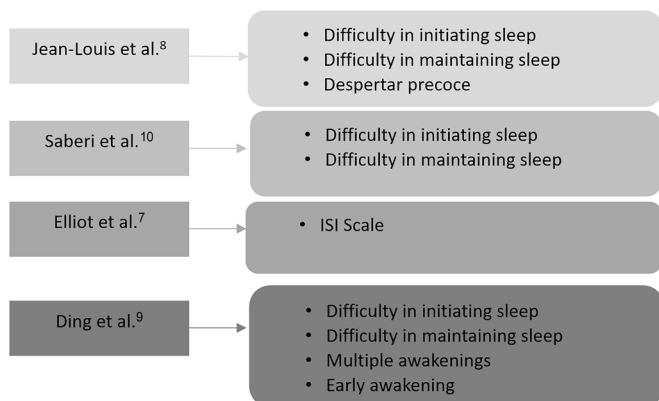 Jean-Louis et al.⁸
• Difficulty in initiating sleep
• Difficulty in maintaining sleep
• Despertar precoce
Saberi et al.¹⁰
• Difficulty in initiating sleep
• Difficulty in maintaining sleep
Elliot et al.⁷
• ISI Scale
Ding et al.⁹
• Difficulty in initiating sleep
• Difficulty in maintaining sleep
• Multiple awakenings
• Early awakening